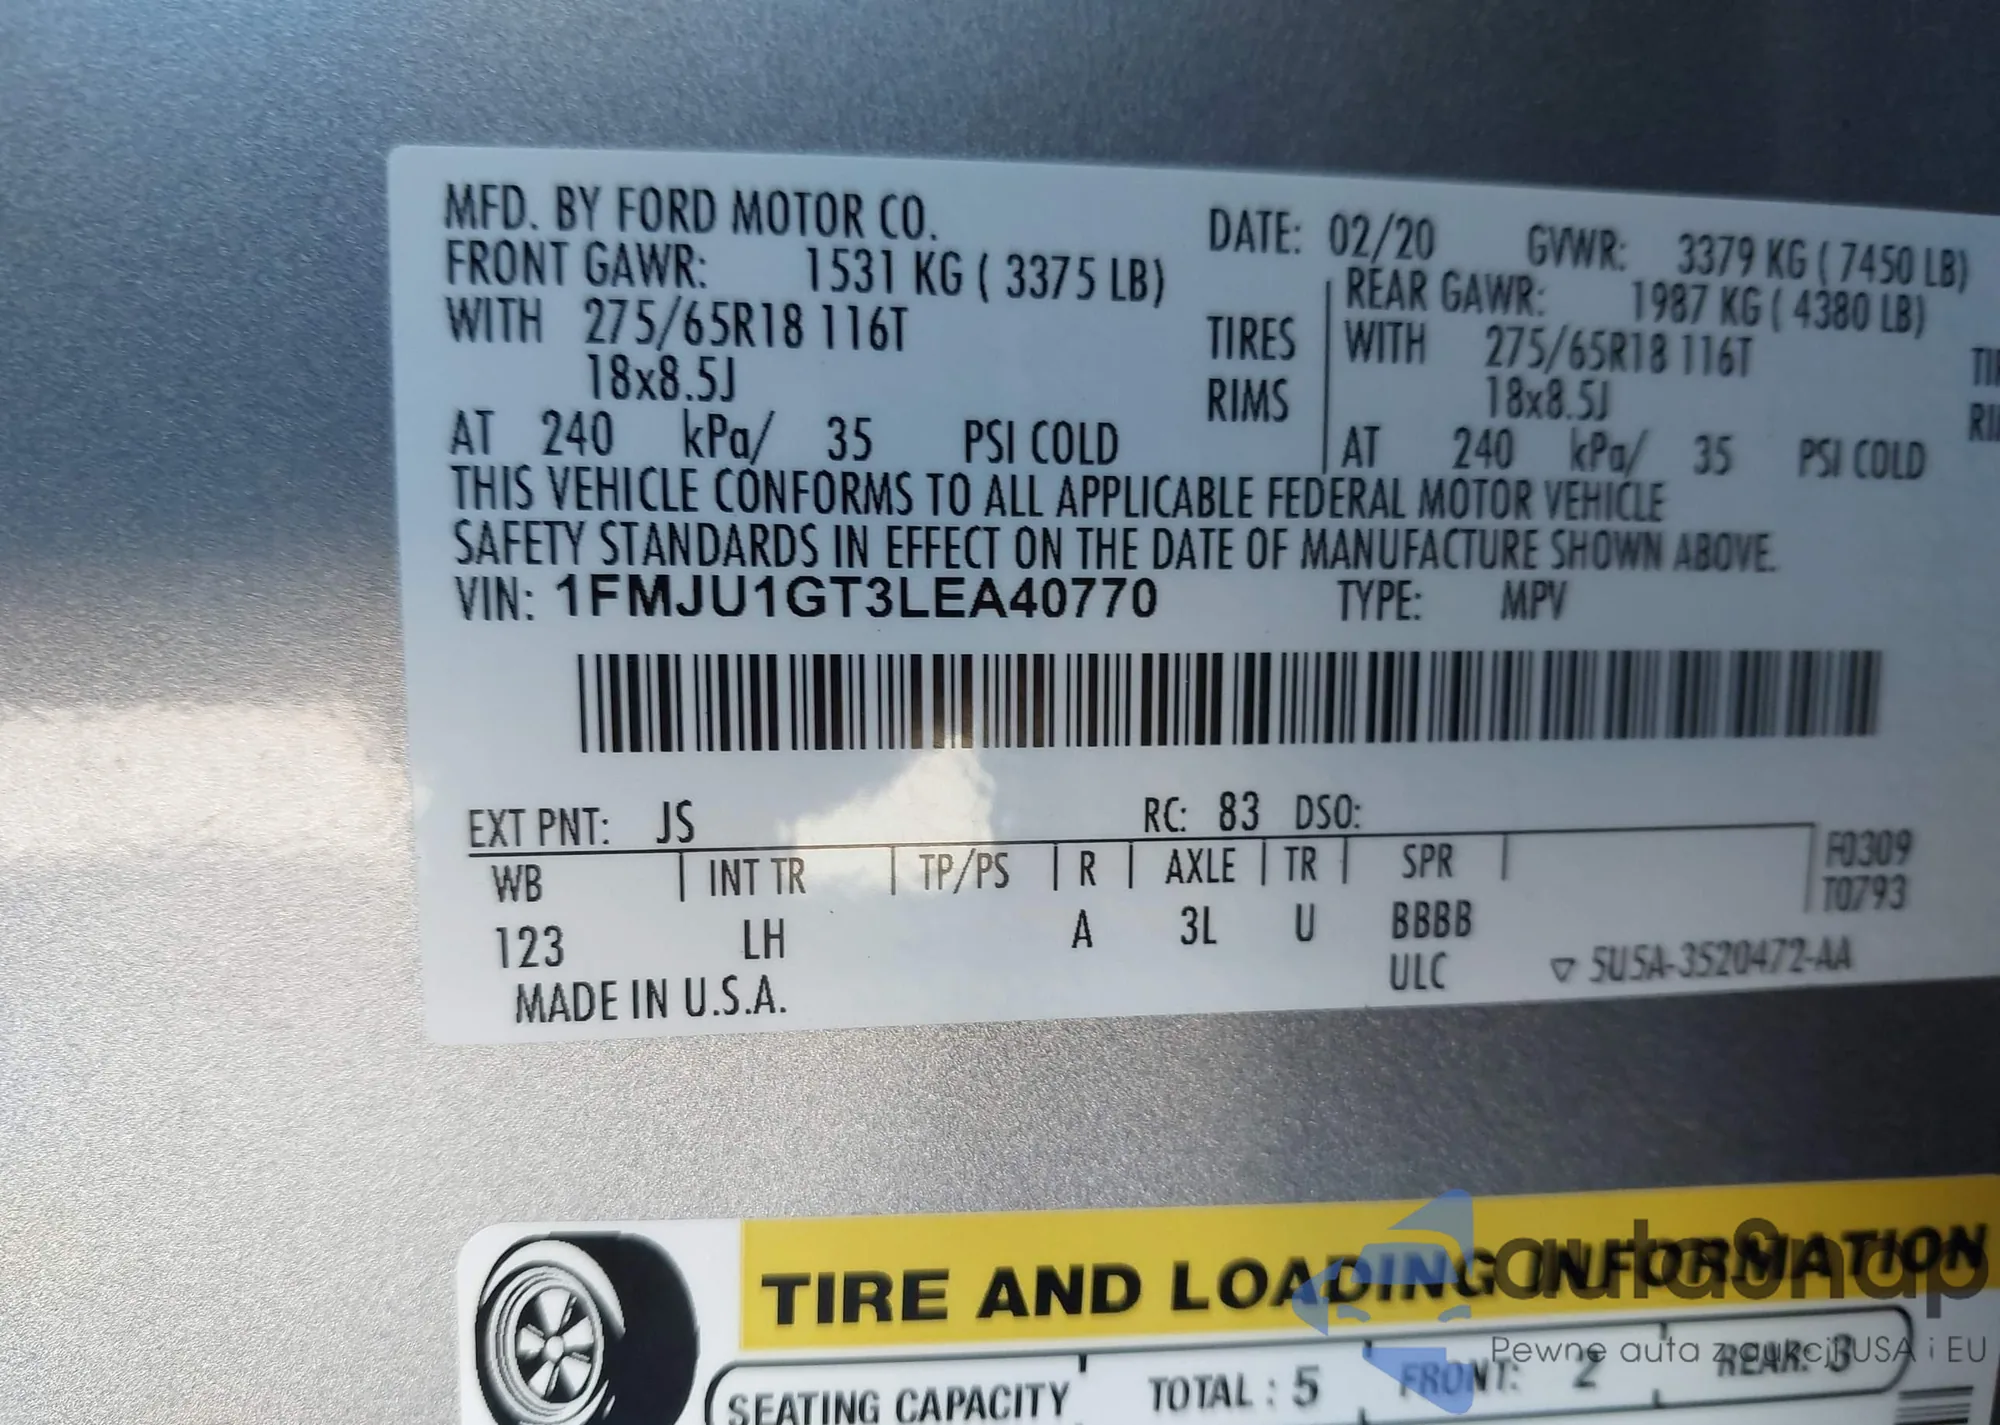 MFD. BY FORD MOTOR CO. DATE: 02/20 GVWR: 3379 KG ( 7450 LB)
FRONT GAWR: 1531 KG ( 3375 LB) REAR GAWR: 1987 KG ( 4380 LB)
WITH 275/65R18 116T TIRES WITH 275/65R18 116T TI
18x8.5J RIMS 18x8.5J RI
AT 240 kPa/ 35 PSI COLD AT 240 kPa/ 35 PSI COLD
THIS VEHICLE CONFORMS TO ALL APPLICABLE FEDERAL MOTOR VEHICLE
SAFETY STANDARDS IN EFFECT ON THE DATE OF MANUFACTURE SHOWN ABOVE.
VIN: 1FMJU1GT3LEA40770 TYPE: MPV
EXT PNT: JS RC: 83 DSO:
WB INT TR TP/PS R AXLE TR SPR F0309
T0793
123 LH A 3L U BBBB
ULC ▽ 5U5A-3520472-AA
MADE IN U.S.A.
TIRE AND LOADING INFORMATION
autaSnap
Pewne auta z aukcji USA i EU
SEATING CAPACITY TOTAL : 5 FRONT: 2 REAR: 3